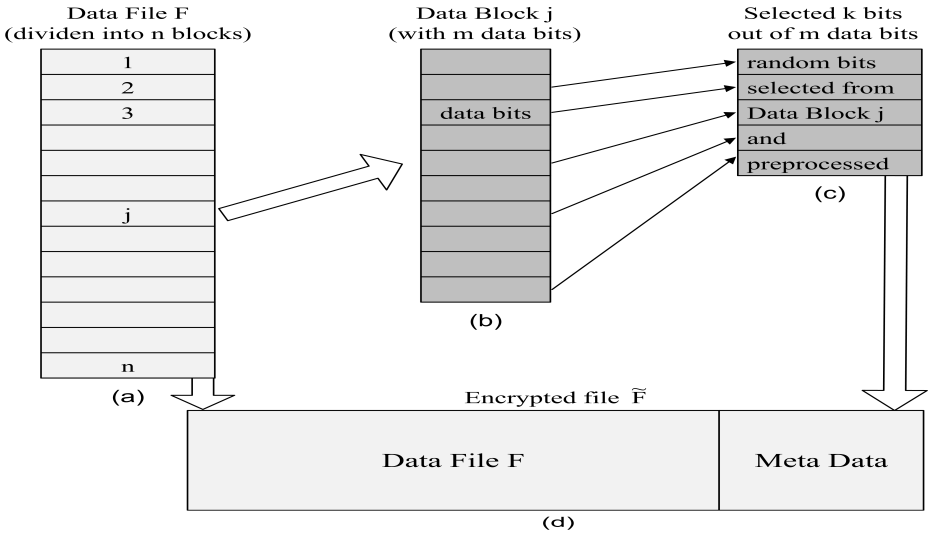 Data File F
(dividen into n blocks)
1
2
3
j
n
(a)
Data Block j
(with m data bits)
data bits
(b)
Selected k bits
out of m data bits
random bits
selected from
Data Block j
and
preprocessed
(c)
Encrypted file F̃
Data File F
Meta Data
(d)